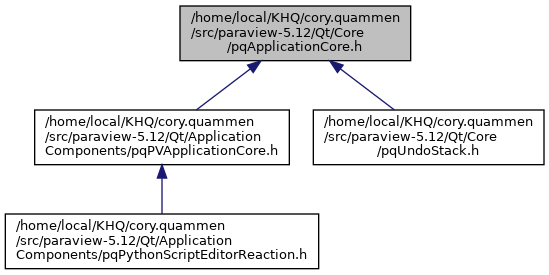 /home/local/KHQ/cory.quammen
/src/paraview-5.12/Qt/Core
/pqApplicationCore.h
/home/local/KHQ/cory.quammen
/src/paraview-5.12/Qt/Application
Components/pqPVApplicationCore.h
/home/local/KHQ/cory.quammen
/src/paraview-5.12/Qt/Core
/pqUndoStack.h
/home/local/KHQ/cory.quammen
/src/paraview-5.12/Qt/Application
Components/pqPythonScriptEditorReaction.h